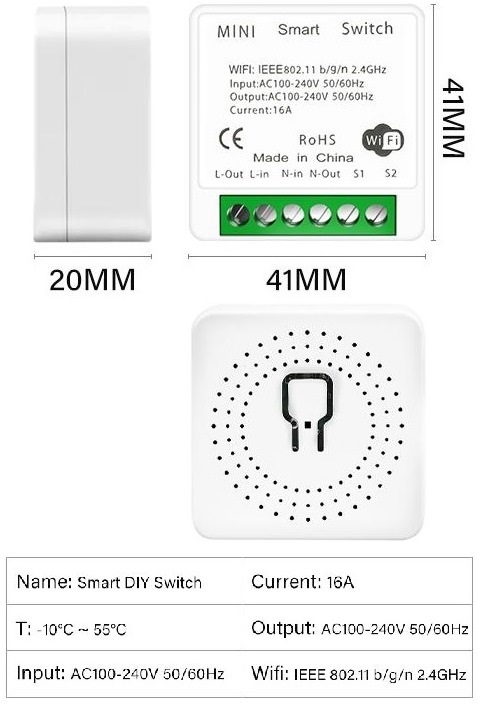 MINI Smart Switch
WIFI: IEEE802.11 b/g/n 2.4GHz
Input:AC100-240V 50/60Hz
Output:AC100-240V 50/60Hz
Current:16A
CE RoHS WiFi
Made in China
L-Out L-in N-in N-Out S1 S2
41MM
20MM
41MM
Name: Smart DIY Switch
Current: 16A
T: -10°C ~ 55°C
Output: AC100-240V 50/60Hz
Input: AC100-240V 50/60Hz
Wifi: IEEE 802.11 b/g/n 2.4GHz